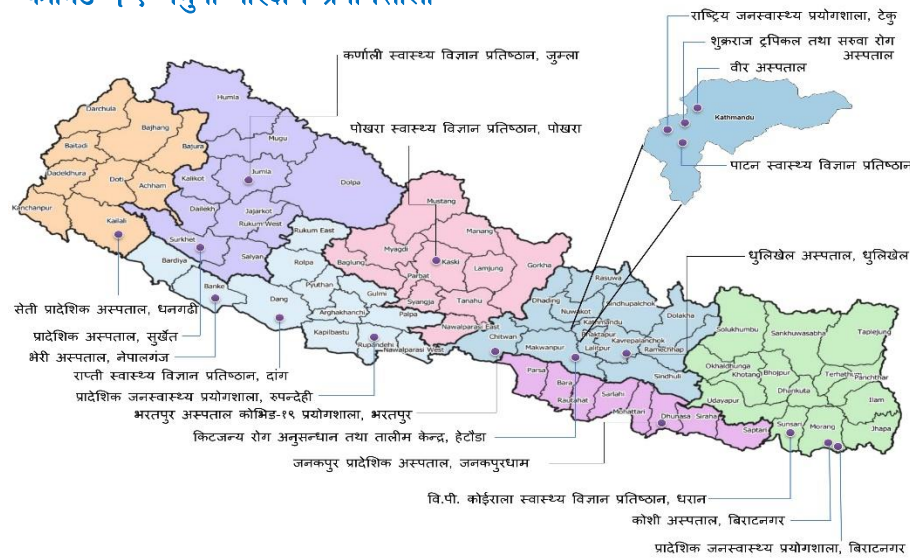 राष्ट्रिय जनस्वास्थ्य प्रयोगशाला, टेकु
शुक्रराज ट्रपिकल तथा सरुवा रोग
अस्पताल
वीर अस्पताल
Kathmandu
पाटन स्वास्थ्य विज्ञान प्रतिष्ठान
कर्णाली स्वास्थ्य विज्ञान प्रतिष्ठान, जुम्ला
पोखरा स्वास्थ्य विज्ञान प्रतिष्ठान, पोखरा
धुलिखेल अस्पताल, धुलिखेल
Humla
Darchula
Bajhang
Mugu
Baitadi
Bajura
Dadeldhura
Doti
Achham
Kalikot
Jumla
Dolpa
Kanchanpur
Kailali
Dailekh
Jajarkot
Rukum West
Rukum East
Mustang
Surkhet
Salyan
Rolpa
Myagdi
Manang
Bardiya
Banke
Dang
Pyuthan
Baglung
Parbat
Kaski
Lamjung
Gorkha
Gulmi
Arghakhanchi
Syangja
Tanahu
Palpa
Kapilbastu
Rupandehi
Nawalparasi West
Nawalparasi East
Chitwan
Rasuwa
Dhading
Nuwakot
Sindhupalchok
Kathmandu
Bhaktapur
Lalitpur
Kavrepalanchok
Dolakha
Ramechhap
Makwanpur
Sindhuli
Parsa
Bara
Rautahat
Sarlahi
Mohattari
Dhunasa
Siraha
Saptari
Solukhumbu
Sankhuwasabha
Taplejung
Okhaldhunga
Khotang
Bhojpur
Terhathum
Panchthar
Dhankuta
Udayapur
Ilam
Sunsari
Morang
Jhapa
सेती प्रादेशिक अस्पताल, धनगढी
प्रादेशिक अस्पताल, सुर्खेत
भेरी अस्पताल, नेपालगंज
राप्ती स्वास्थ्य विज्ञान प्रतिष्ठान, दांग
प्रादेशिक जनस्वास्थ्य प्रयोगशाला, रुपन्देही
भरतपुर अस्पताल कोभिड-१९ प्रयोगशाला, भरतपुर
किटजन्य रोग अनुसन्धान तथा तालीम केन्द्र, हेटौडा
जनकपुर प्रादेशिक अस्पताल, जनकपुरधाम
वि.पी. कोईराला स्वास्थ्य विज्ञान प्रतिष्ठान, धरान
कोशी अस्पताल, बिराटनगर
प्रादेशिक जनस्वास्थ्य प्रयोगशाला, बिराटनगर